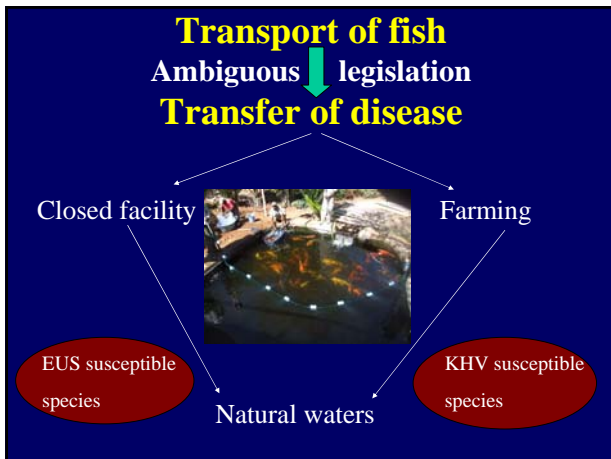 Transport of fish
Ambiguous legislation
Transfer of disease
Closed facility
Farming
EUS susceptible
species
KHV susceptible
species
Natural waters